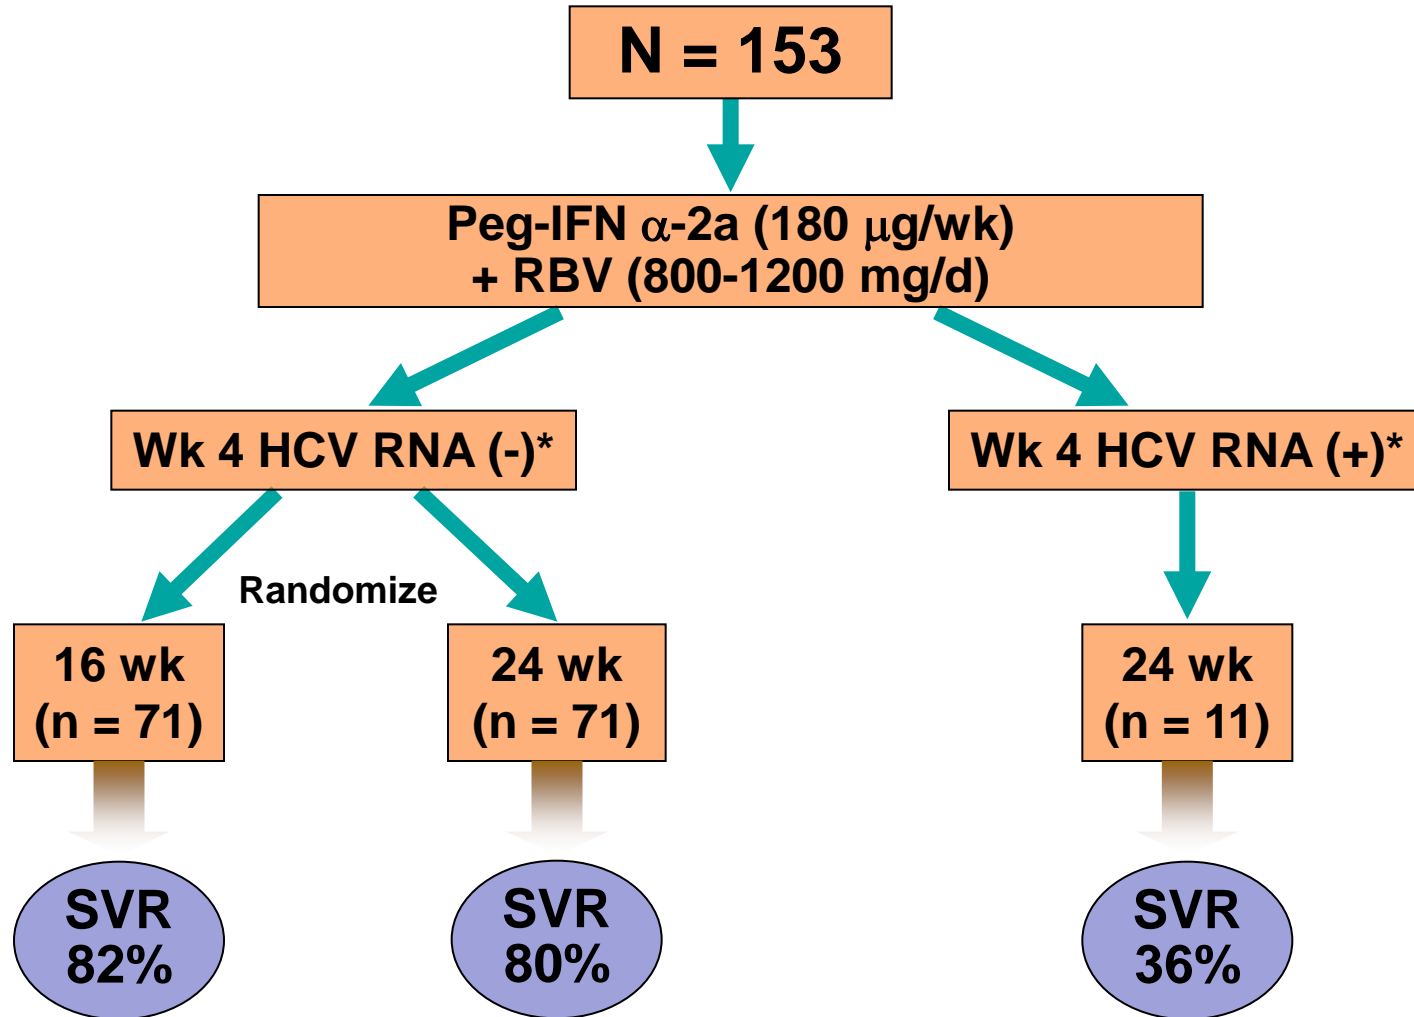 N = 153
Peg-IFN α-2a (180 μg/wk)
+ RBV (800-1200 mg/d)
Wk 4 HCV RNA (-)*
Wk 4 HCV RNA (+)*
Randomize
16 wk
(n = 71)
24 wk
(n = 71)
24 wk
(n = 11)
SVR
82%
SVR
80%
SVR
36%